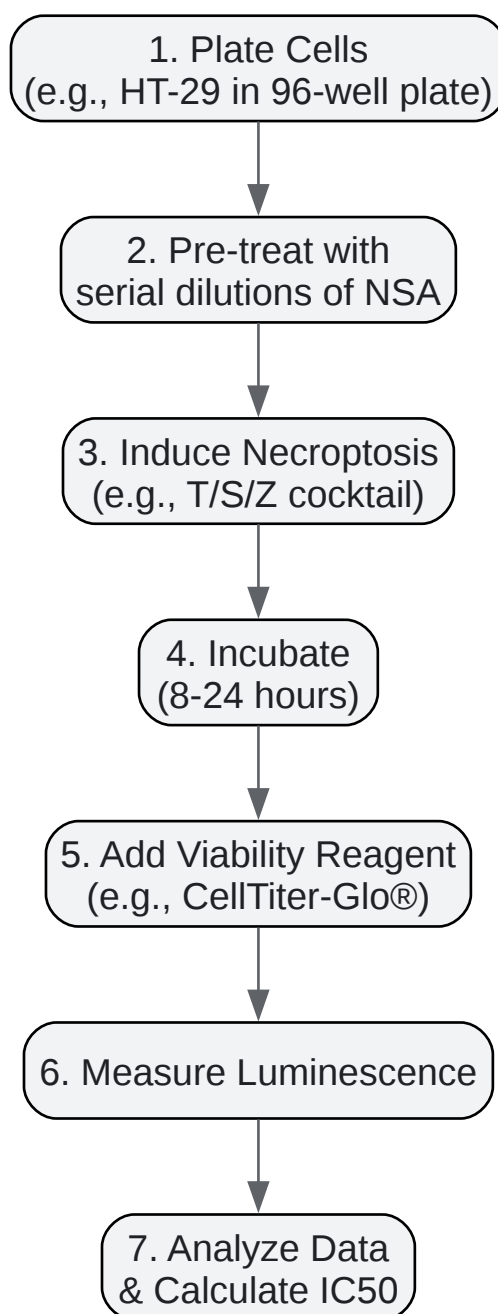 1. Plate Cells
(e.g., HT-29 in 96-well plate)
2. Pre-treat with
serial dilutions of NSA
3. Induce Necroptosis
(e.g., T/S/Z cocktail)
4. Incubate
(8-24 hours)
5. Add Viability Reagent
(e.g., CellTiter-Glo®)
6. Measure Luminescence
7. Analyze Data
& Calculate IC50